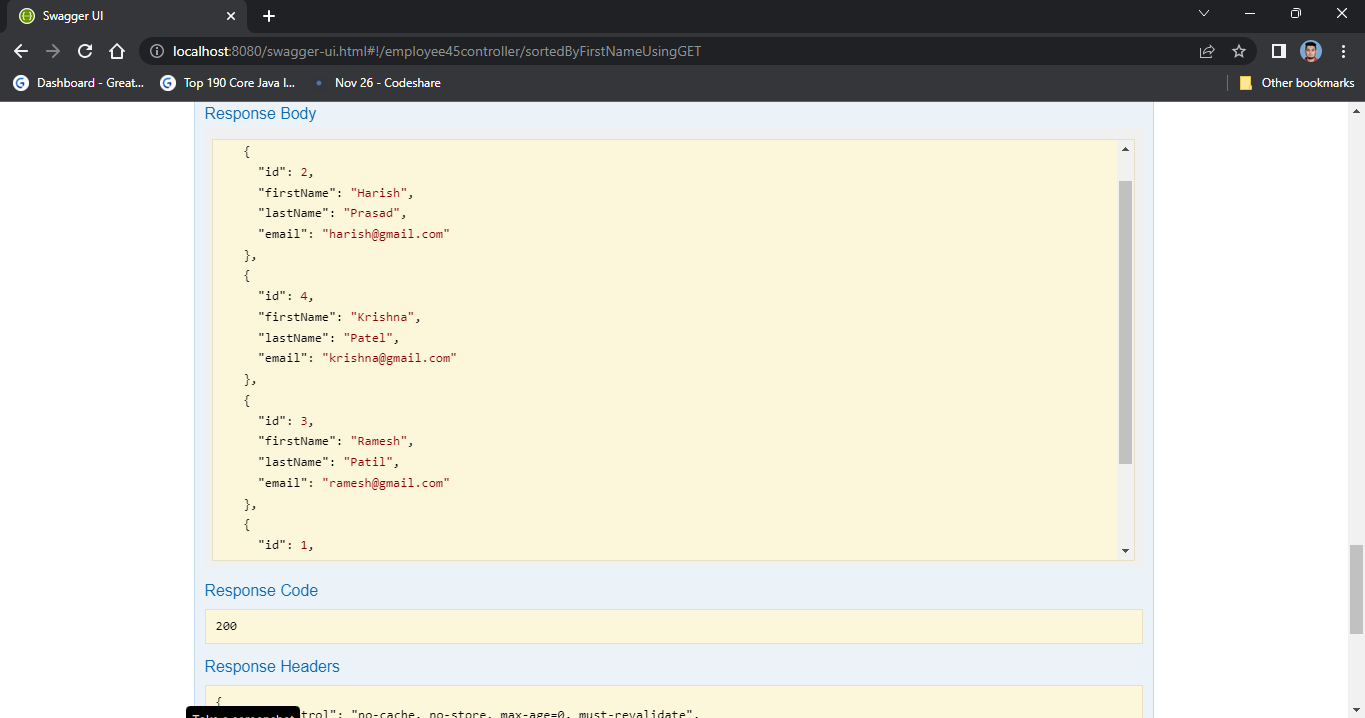 Swagger UI
localhost:8080/swagger-ui.html#!/employee45controller/sortedByFirstNameUsingGET
Dashboard - Great... Top 190 Core Java I... Nov 26 - Codeshare Other bookmarks
Response Body
{
"id": 2,
"firstName": "Harish",
"lastName": "Prasad",
"email": "harish@gmail.com"
},
{
"id": 4,
"firstName": "Krishna",
"lastName": "Patel",
"email": "krishna@gmail.com"
},
{
"id": 3,
"firstName": "Ramesh",
"lastName": "Patil",
"email": "ramesh@gmail.com"
},
{
"id": 1,
Response Code
200
Response Headers
{
trol": "no-cache, no-store, max-age=0, must-revalidate",
Take a screenshot